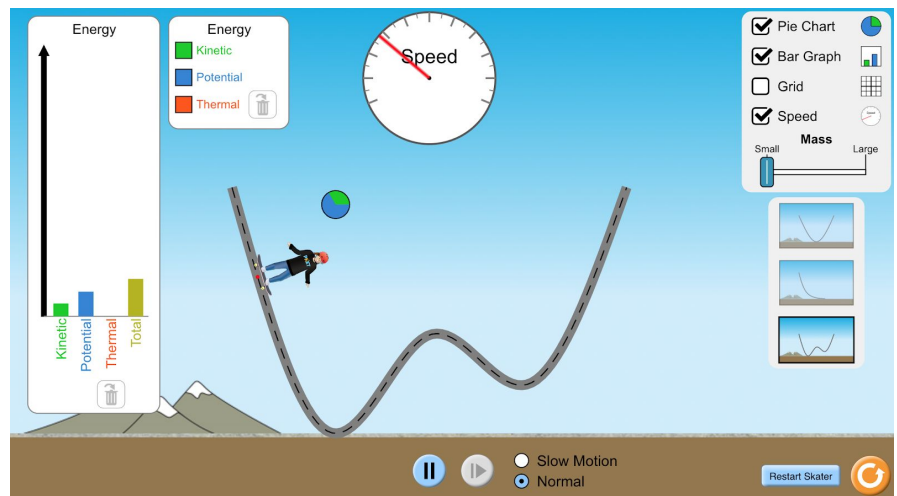 Energy
Kinetic
Potential
Thermal
Total
Energy
Kinetic
Potential
Thermal
Speed
Pie Chart
Bar Graph
Grid
Speed
Mass
Small
Large
Slow Motion
Normal
Restart Skater